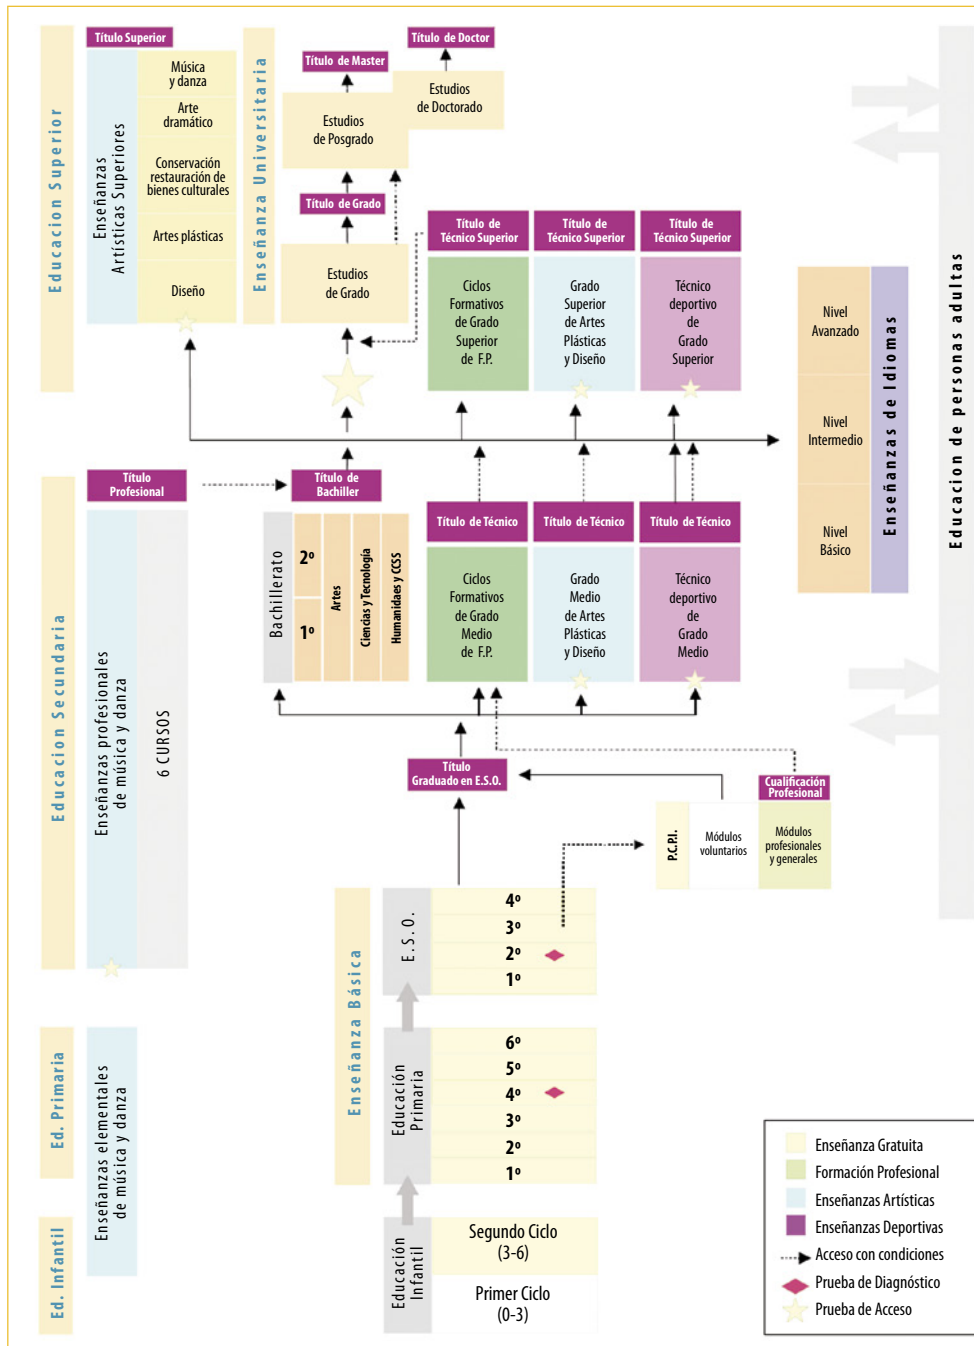 Educacion Superior
Título Superior
Enseñanzas
Artísticas Superiores
Música
y danza
Arte
dramático
Conservación
restauración de
bienes culturales
Artes plásticas
Diseño
Enseñanza Universitaria
Título de Master
Título de Doctor
Estudios
de Posgrado
Estudios
de Doctorado
Título de Grado
Estudios
de Grado
Título de
Técnico Superior
Título de
Técnico Superior
Título de
Técnico Superior
Ciclos
Formativos
de Grado
Superior
de F.P.
Grado
Superior
de Artes
Plásticas
y Diseño
Técnico
deportivo
de
Grado
Superior
Nivel
Avanzado
Nivel
Intermedio
Nivel
Básico
Enseñanzas de Idiomas
Educacion de personas adultas
Educacion Secundaria
Título
Profesional
Enseñanzas profesionales
de música y danza
6 CURSOS
Título de
Bachiller
Bachillerato
2º
1º
Artes
Ciencias y Tecnología
Humanidaes y CCSS
Título de Técnico
Título de Técnico
Título de Técnico
Ciclos
Formativos
de Grado
Medio
de F.P.
Grado
Medio
de Artes
Plásticas
y Diseño
Técnico
deportivo
de
Grado
Medio
Título
Graduado en E.S.O.
Cualificación
Profesional
P.C.P.I.
Módulos
voluntarios
Módulos
profesionales
y generales
Enseñanza Básica
E.S.O.
4º
3º
2º
1º
Ed. Primaria
Enseñanzas elementales
de música y danza
Educación
Primaria
6º
5º
4º
3º
2º
1º
Ed. Infantil
Educación
Infantil
Segundo Ciclo
(3-6)
Primer Ciclo
(0-3)
Enseñanza Gratuita
Formación Profesional
Enseñanzas Artísticas
Enseñanzas Deportivas
Acceso con condiciones
Prueba de Diagnóstico
Prueba de Acceso